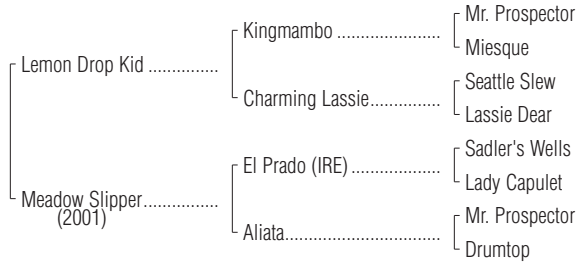 Mr. Prospector
Kingmambo ......................
Miesque
Lemon Drop Kid ...............
Seattle Slew
Charming Lassie...............
Lassie Dear
Sadler's Wells
El Prado (IRE) ...................
Lady Capulet
Meadow Slipper................
(2001)
Mr. Prospector
Aliata.................................
Drumtop